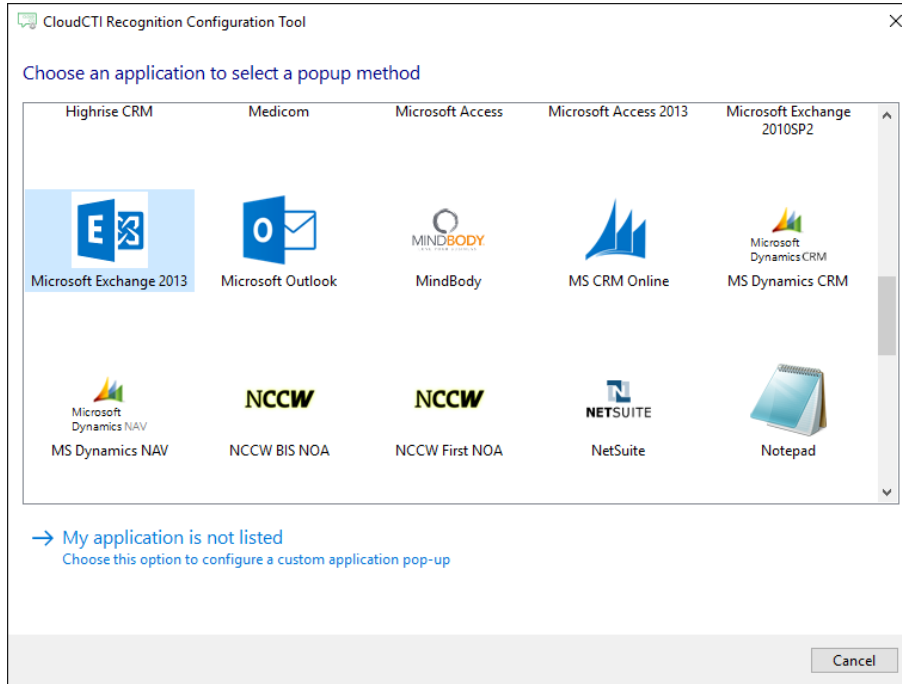 CloudCTI Recognition Configuration Tool
Choose an application to select a popup method
Highrise CRM
Medicom
Microsoft Access
Microsoft Access 2013
Microsoft Exchange
2010SP2
E
O
MINDBODY
Microsoft
Dynamics CRM
Microsoft Exchange 2013
Microsoft Outlook
MindBody
MS CRM Online
MS Dynamics CRM
Microsoft
Dynamics NAV
NCCW
NCCW
N
NETSUITE
MS Dynamics NAV
NCCW BIS NOA
NCCW First NOA
NetSuite
Notepad
My application is not listed
Choose this option to configure a custom application pop-up
Cancel